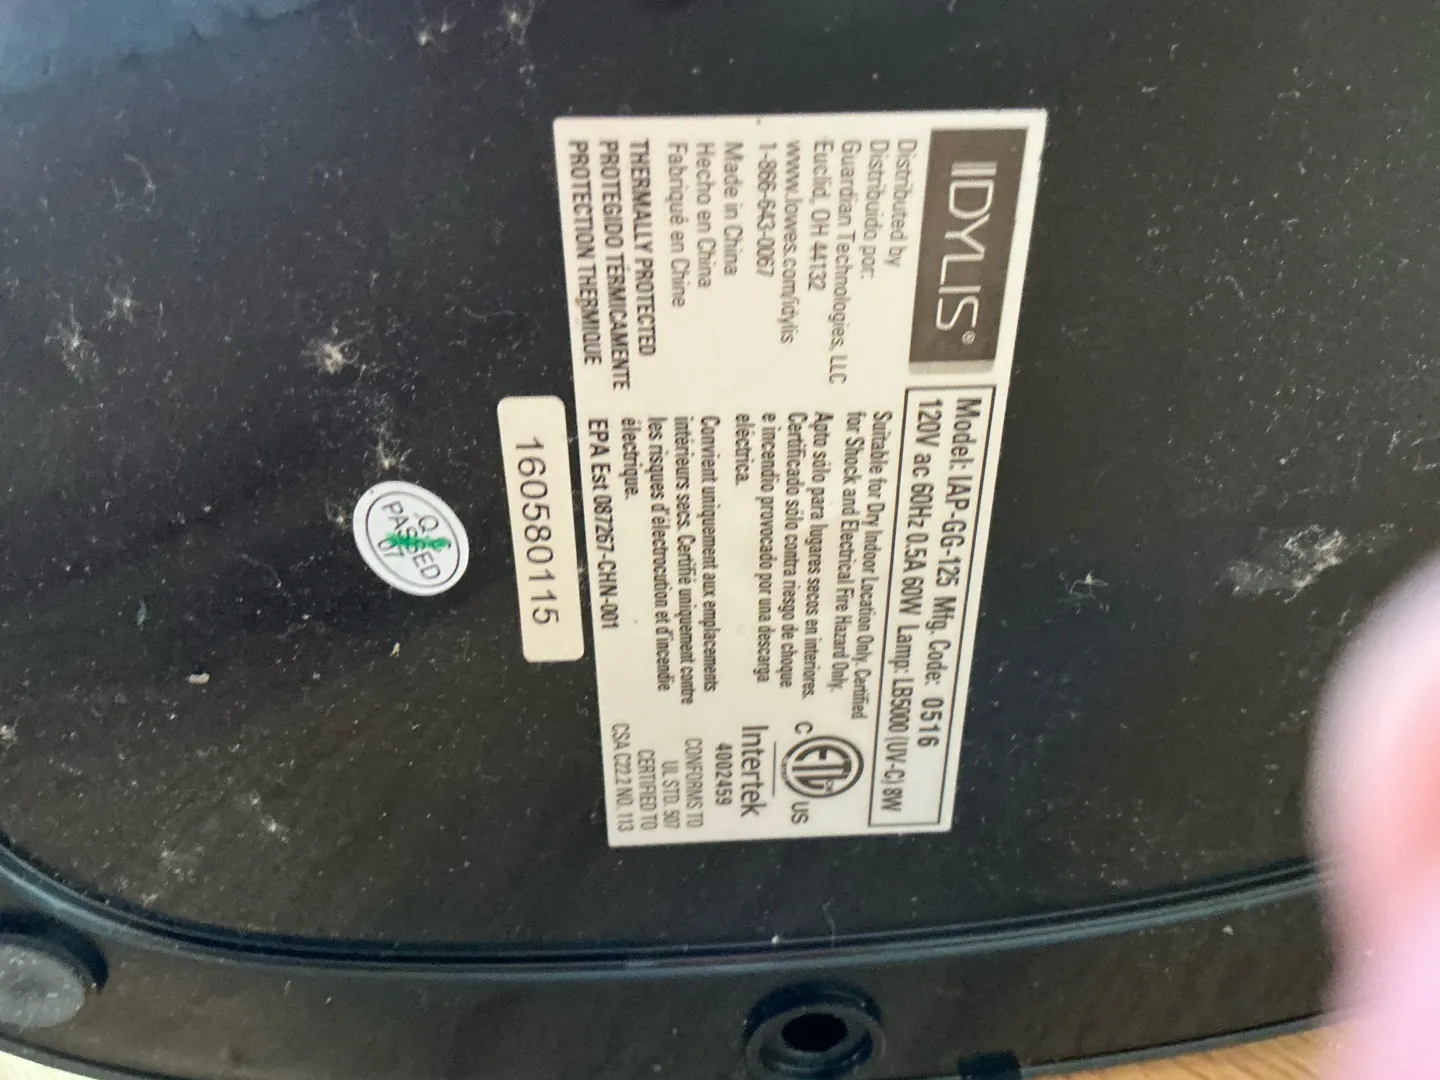 IDYLIS®
Model: IAP-GG-125 Mfg. Code: 0516
120V ac 60Hz 0.5A 60W Lamp: LB5000 (UV-C) 8W
Distributed by
Distribuido por:
Guardian Technologies, LLC
Euclid, OH 44132
www.lowes.com/idylis
1-866-643-0067
Made in China
Hecho en China
Fabriqué en Chine
THERMALLY PROTECTED
PROTEGIDO TÉRMICAMENTE
PROTECTION THERMIQUE
Suitable for Dry Indoor Location Only. Certified
for Shock and Electrical Fire Hazard Only.
Apto sólo para lugares secos en interiores.
Certificado sólo contra riesgo de choque
e incendio provocado por una descarga
eléctrica.
Convient uniquement aux emplacements
intérieurs secs. Certifié uniquement contre
les risques d'électrocution et d'incendie
électrique.
EPA Est 087267-CHN-001
C ETL US
CM
Intertek
4002459
CONFORMS TO
UL STD. 507
CERTIFIED TO
CSA C22.2 NO. 113
160580115
PASSED
07